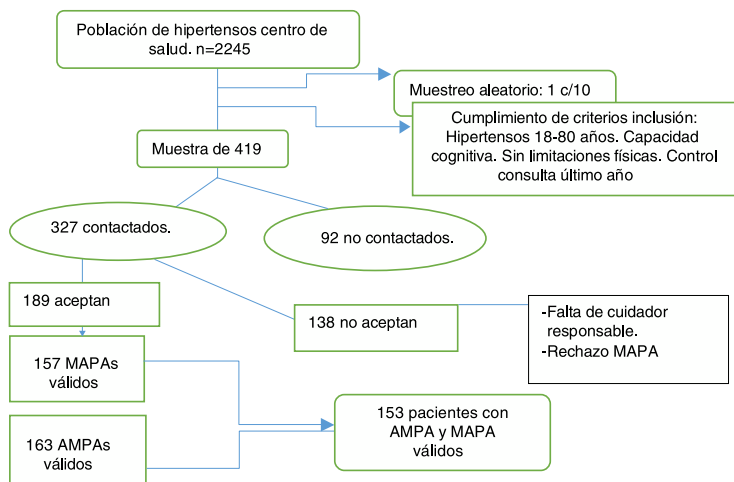 Población de hipertensos centro de
salud. n=2245
Muestreo aleatorio: 1 c/10
Cumplimiento de criterios inclusión:
Hipertensos 18-80 años. Capacidad
cognitiva. Sin limitaciones físicas. Control
consulta último año
Muestra de 419
327 contactados.
92 no contactados.
189 aceptan
138 no aceptan
-Falta de cuidador
responsable.
-Rechazo MAPA
157 MAPAs
válidos
153 pacientes con
AMPA y MAPA
válidos
163 AMPAs
válidos